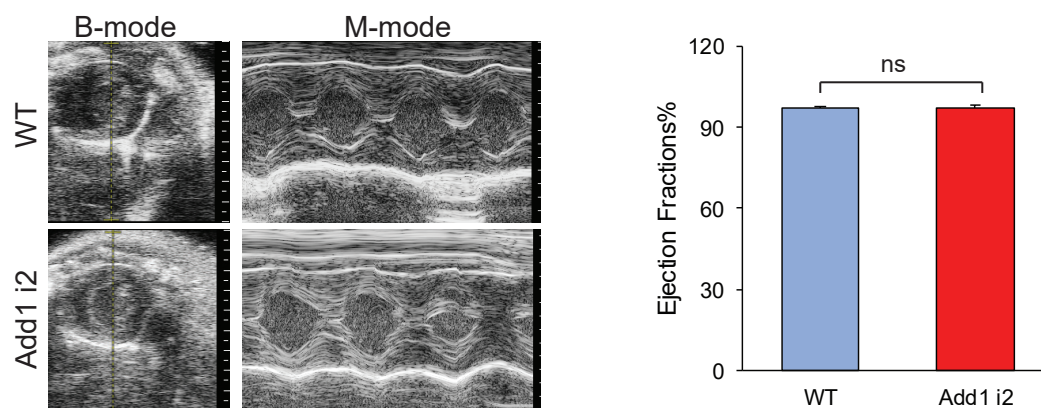 B-mode
M-mode
WT
Add1 i2
Ejection Fractions%
120
90
60
30
0
ns
WT
Add1 i2